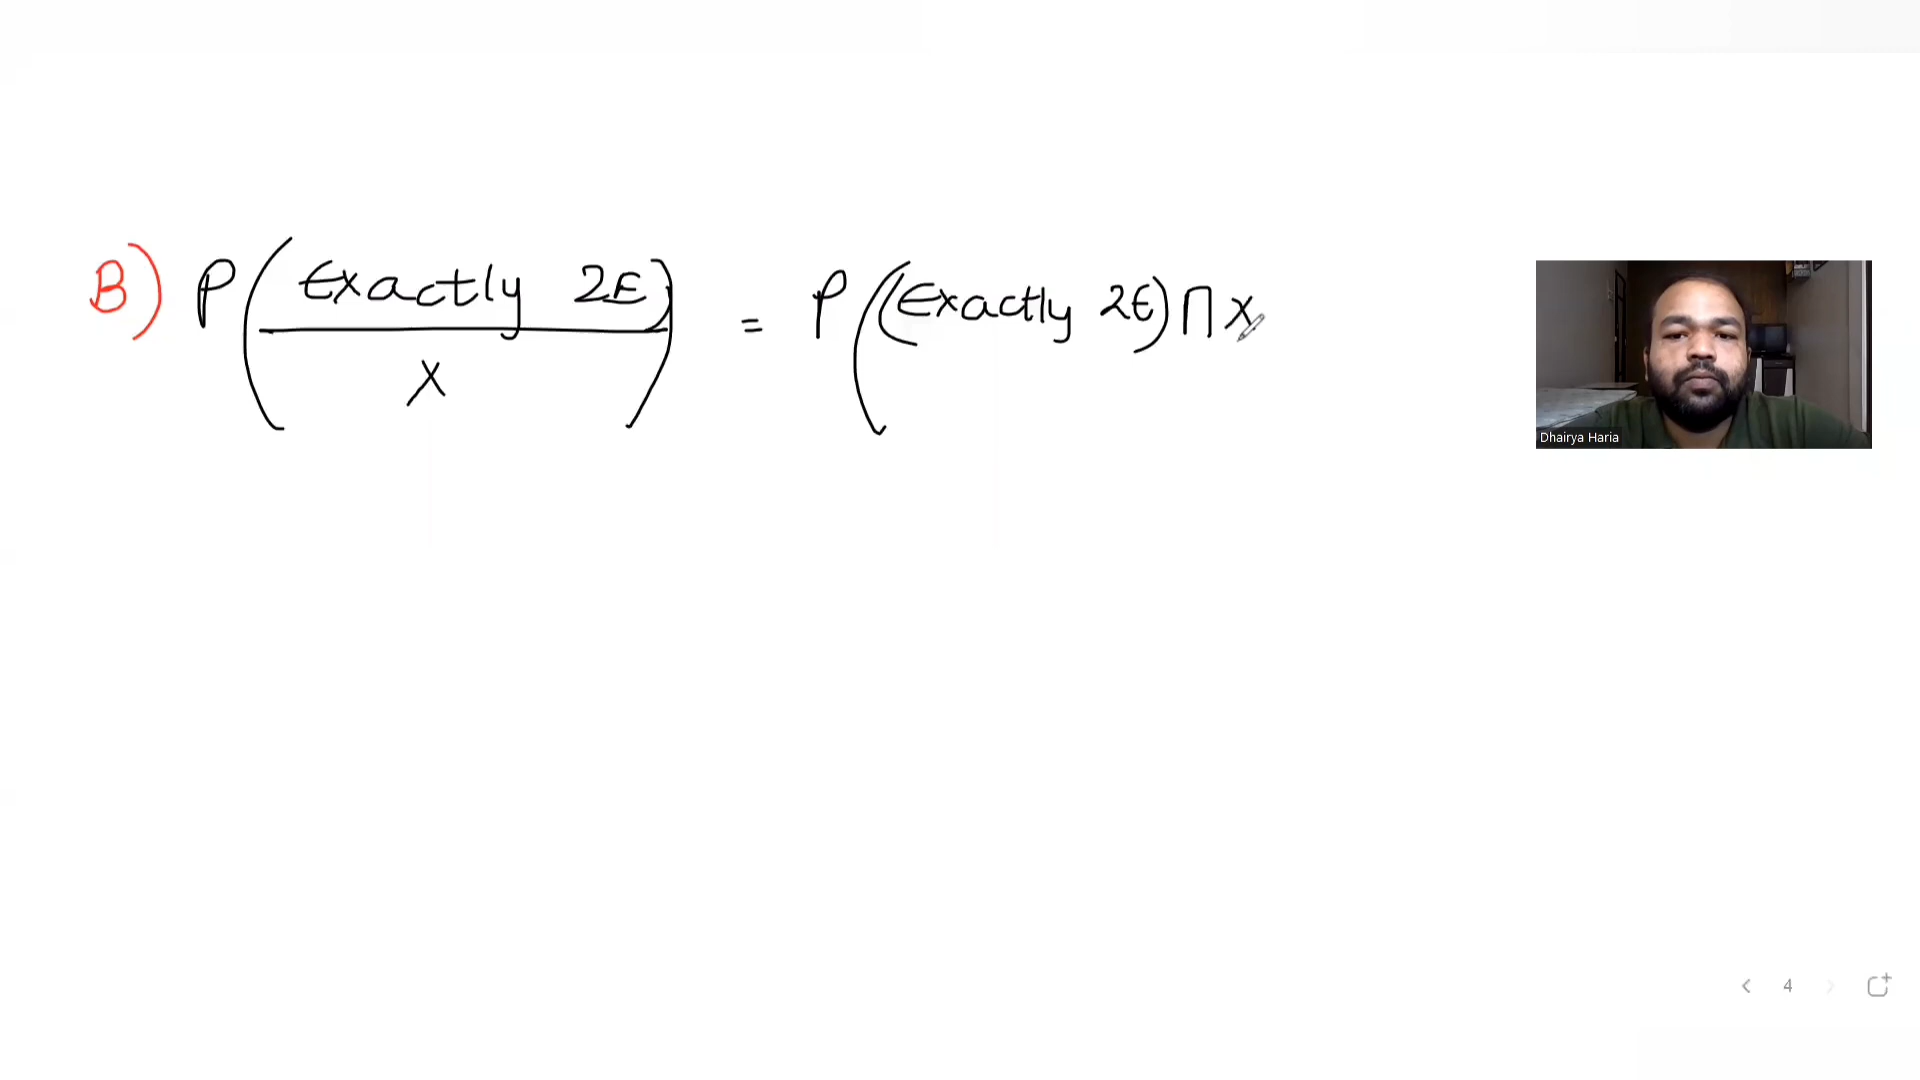 B) P( Exactly 2E / X ) = P((Exactly 2E) ∩ X
Dhairya Haria
4